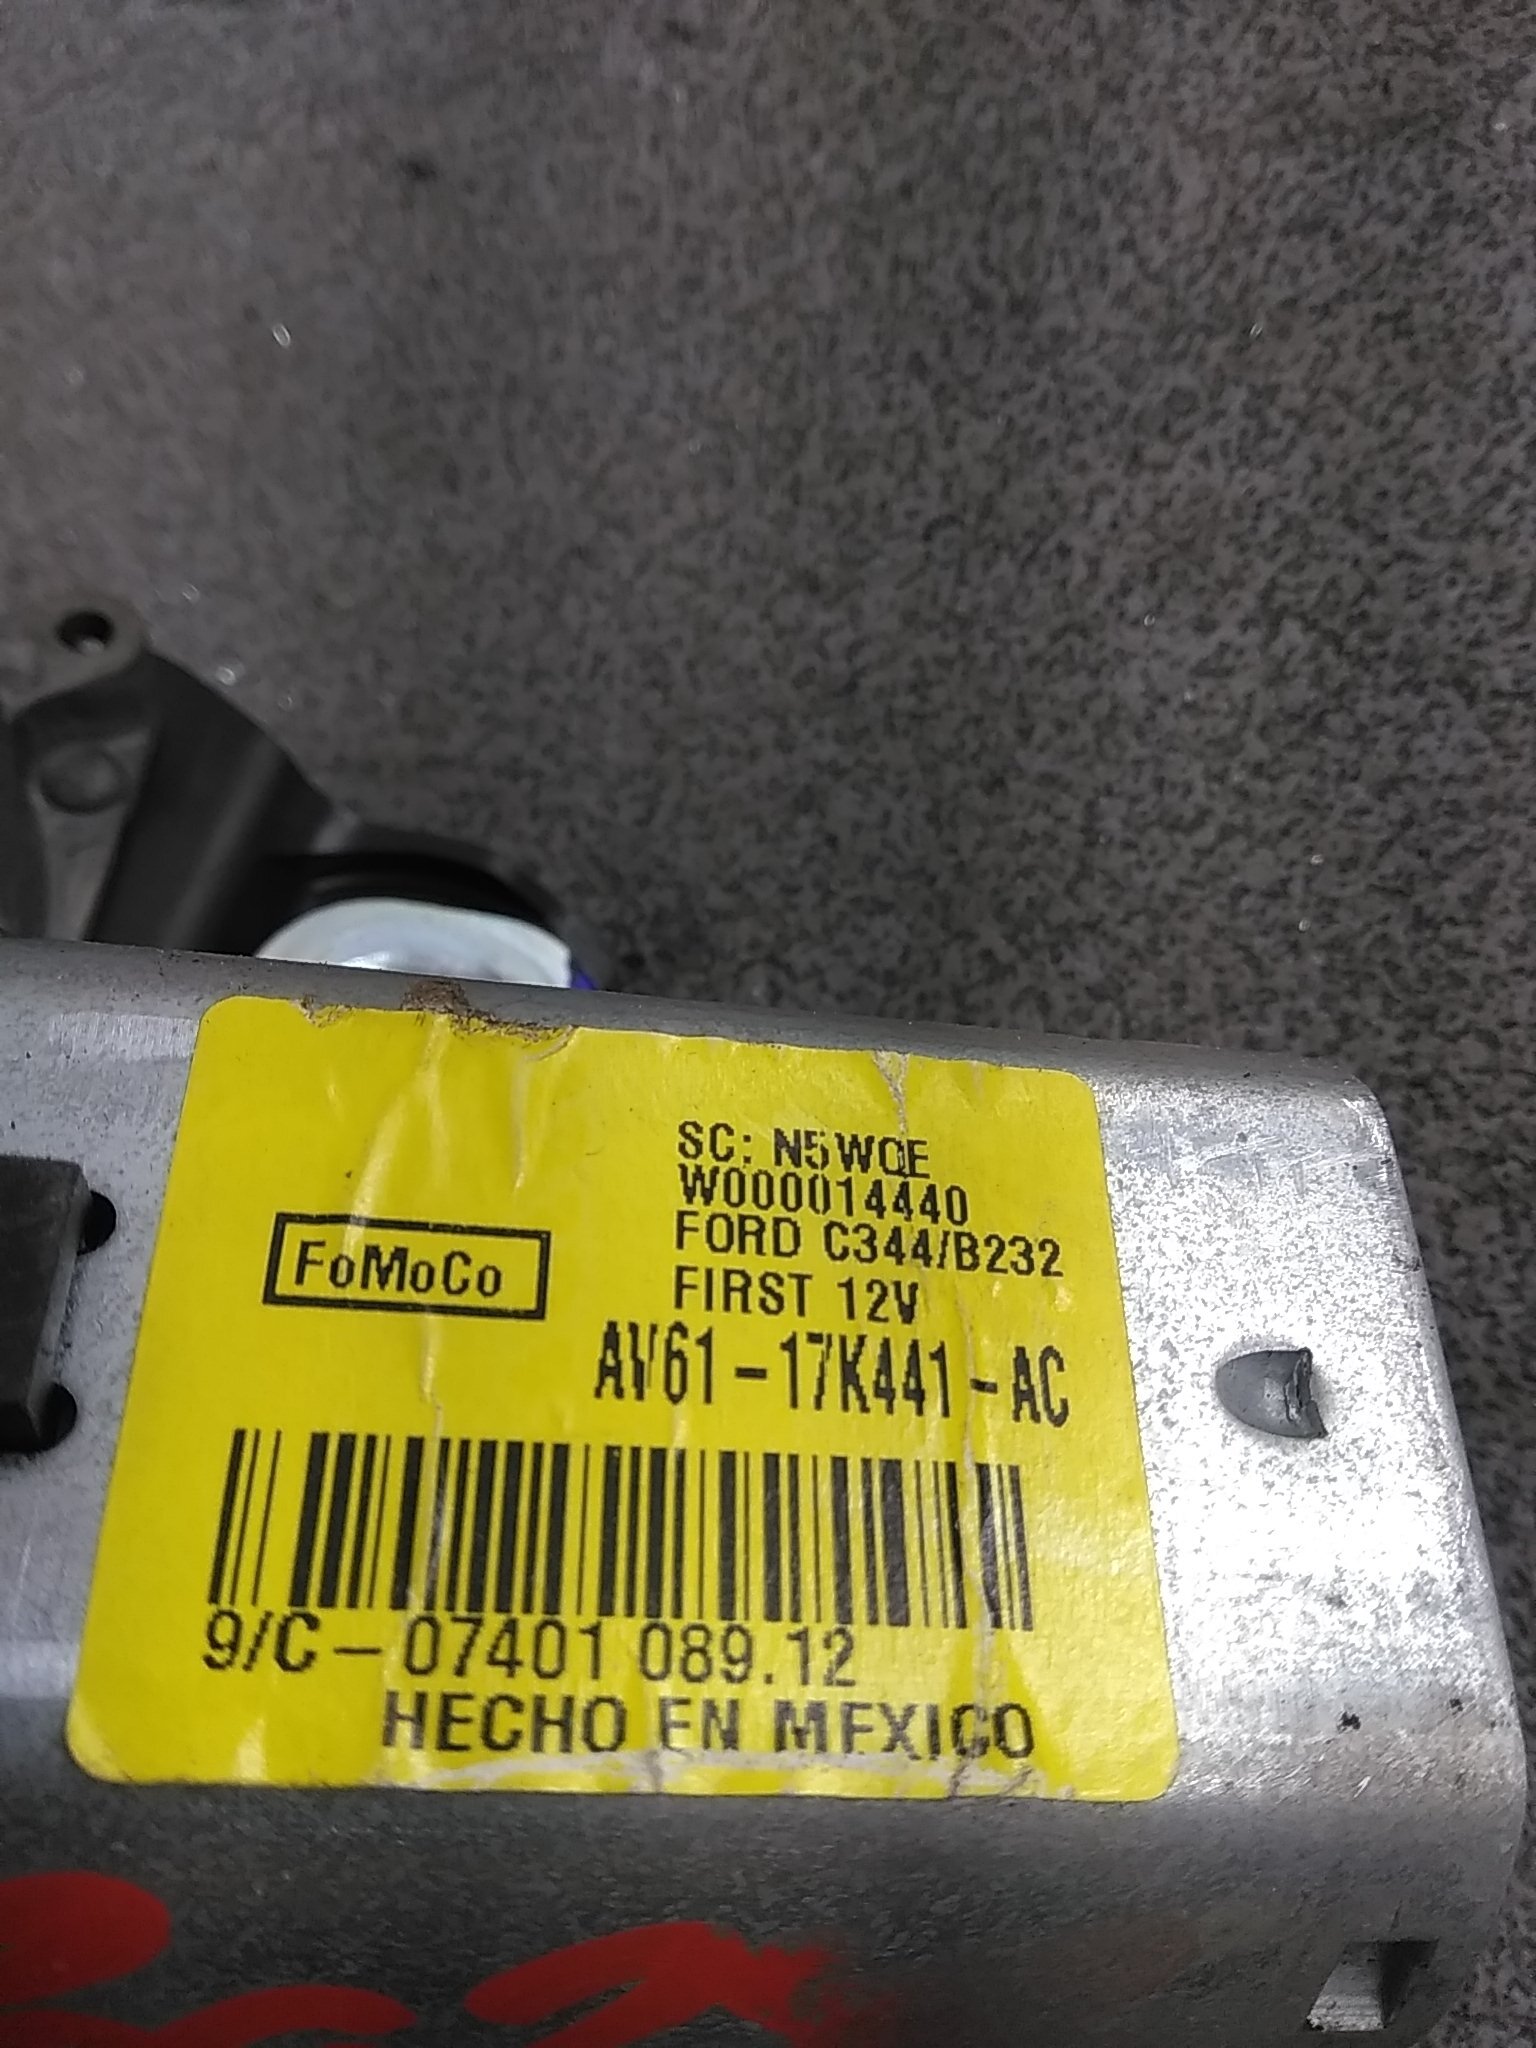 SC: N5WQE
W000014440
FORD C344/B232
FoMoCo
FIRST 12V
AV61-17K441-AC
9/C-07401 089.12
HECHO EN MEXICO